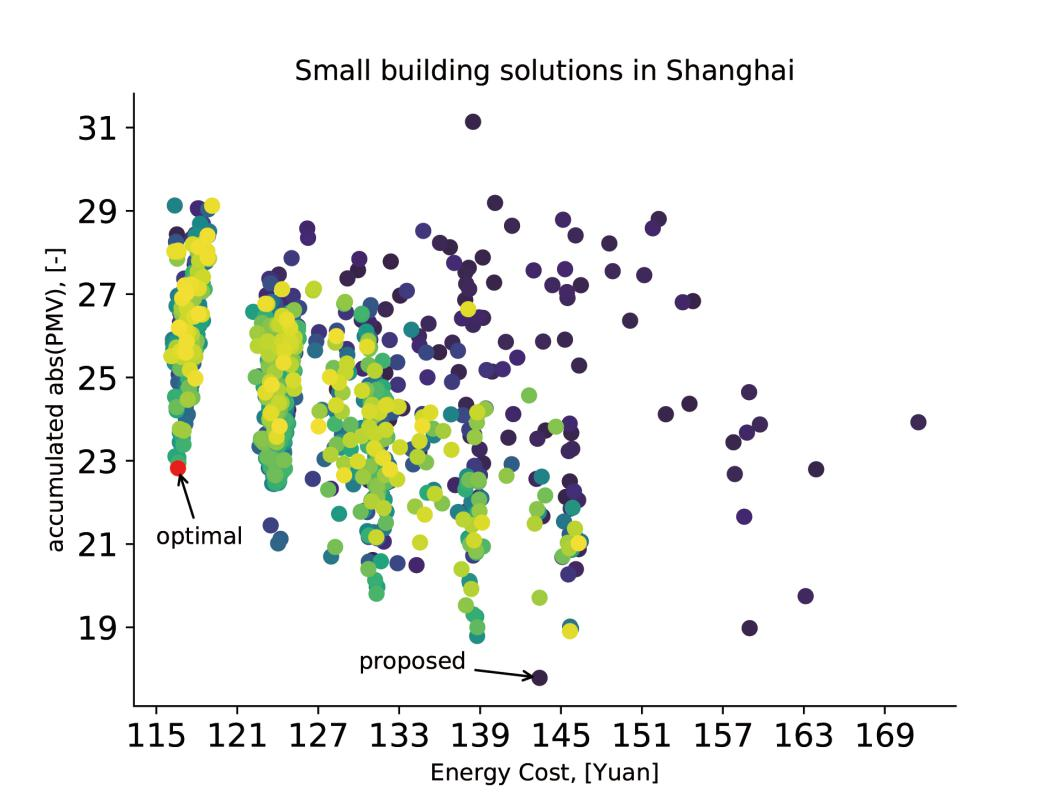 Small building solutions in Shanghai
31
29
27
25
23
21
19
accumulated abs(PMV), [-]
optimal
proposed
115 121 127 133 139 145 151 157 163 169
Energy Cost, [Yuan]